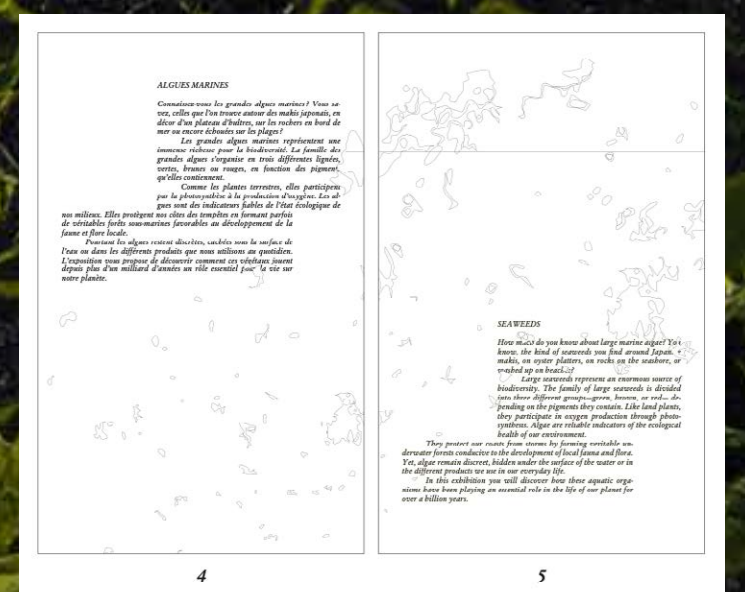 ALGUES MARINES
Connaissez-vous les grandes algues marines? Vous sa-
vez, celles que l'on trouve autour des makis japonais, en
décor d'un plateau d'huîtres, sur les rochers en bord de
mer ou encore échouées sur les plages?
Les grandes algues marines représentent une
immense richesse pour la biodiversité. La famille des
grandes algues s'organise en trois différentes lignées,
vertes, brunes ou rouges, en fonction des pigments
qu'elles contiennent.
Comme les plantes terrestres, elles participent
par la photosynthèse à la production d'oxygène. Les al-
gues sont des indicateurs fiables de l'état écologique de
nos milieux. Elles protègent nos côtes des tempêtes en formant parfois
de véritables forêts sous-marines favorables au développement de la
faune et flore locale.
Pourtant les algues restent discrètes, cachées sous la surface de
l'eau ou dans les différents produits que nous utilisons au quotidien.
L'exposition vous propose de découvrir comment ces végétaux jouent
depuis plus d'un milliard d'années un rôle essentiel pour la vie sur
notre planète.
4
SEAWEEDS
How much do you know about large marine algae? You
know, the kind of seaweeds you find around Japan.
makis, on oyster platters, on rocks on the seashore, or
washed up on beaches?
Large seaweeds represent an enormous source of
biodiversity. The family of large seaweeds is divided
into three different groups—green, brown, or red— de-
pending on the pigments they contain. Like land plants,
they participate in oxygen production through photo-
synthesis. Algae are reliable indicators of the ecological
health of our environment.
They protect our coasts from storms by forming veritable un-
derwater forests conducive to the development of local fauna and flora.
Yet, algae remain discreet, hidden under the surface of the water or in
the different products we use in our everyday life.
In this exhibition you will discover how these aquatic orga-
nisms have been playing an essential role in the life of our planet for
over a billion years.
5